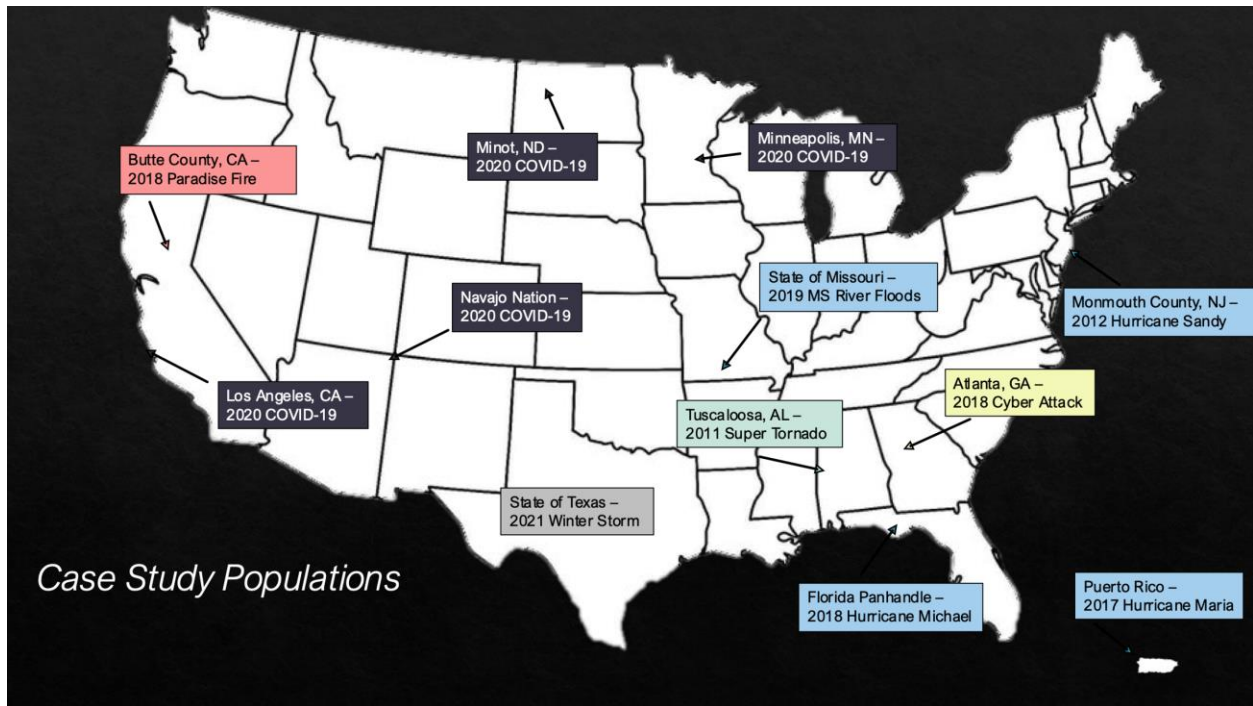 Minot, ND –
2020 COVID-19
Minneapolis, MN –
2020 COVID-19
Butte County, CA –
2018 Paradise Fire
State of Missouri –
2019 MS River Floods
Navajo Nation –
2020 COVID-19
Monmouth County, NJ –
2012 Hurricane Sandy
Los Angeles, CA –
2020 COVID-19
Atlanta, GA –
2018 Cyber Attack
Tuscaloosa, AL –
2011 Super Tornado
State of Texas –
2021 Winter Storm
Case Study Populations
Florida Panhandle –
2018 Hurricane Michael
Puerto Rico –
2017 Hurricane Maria